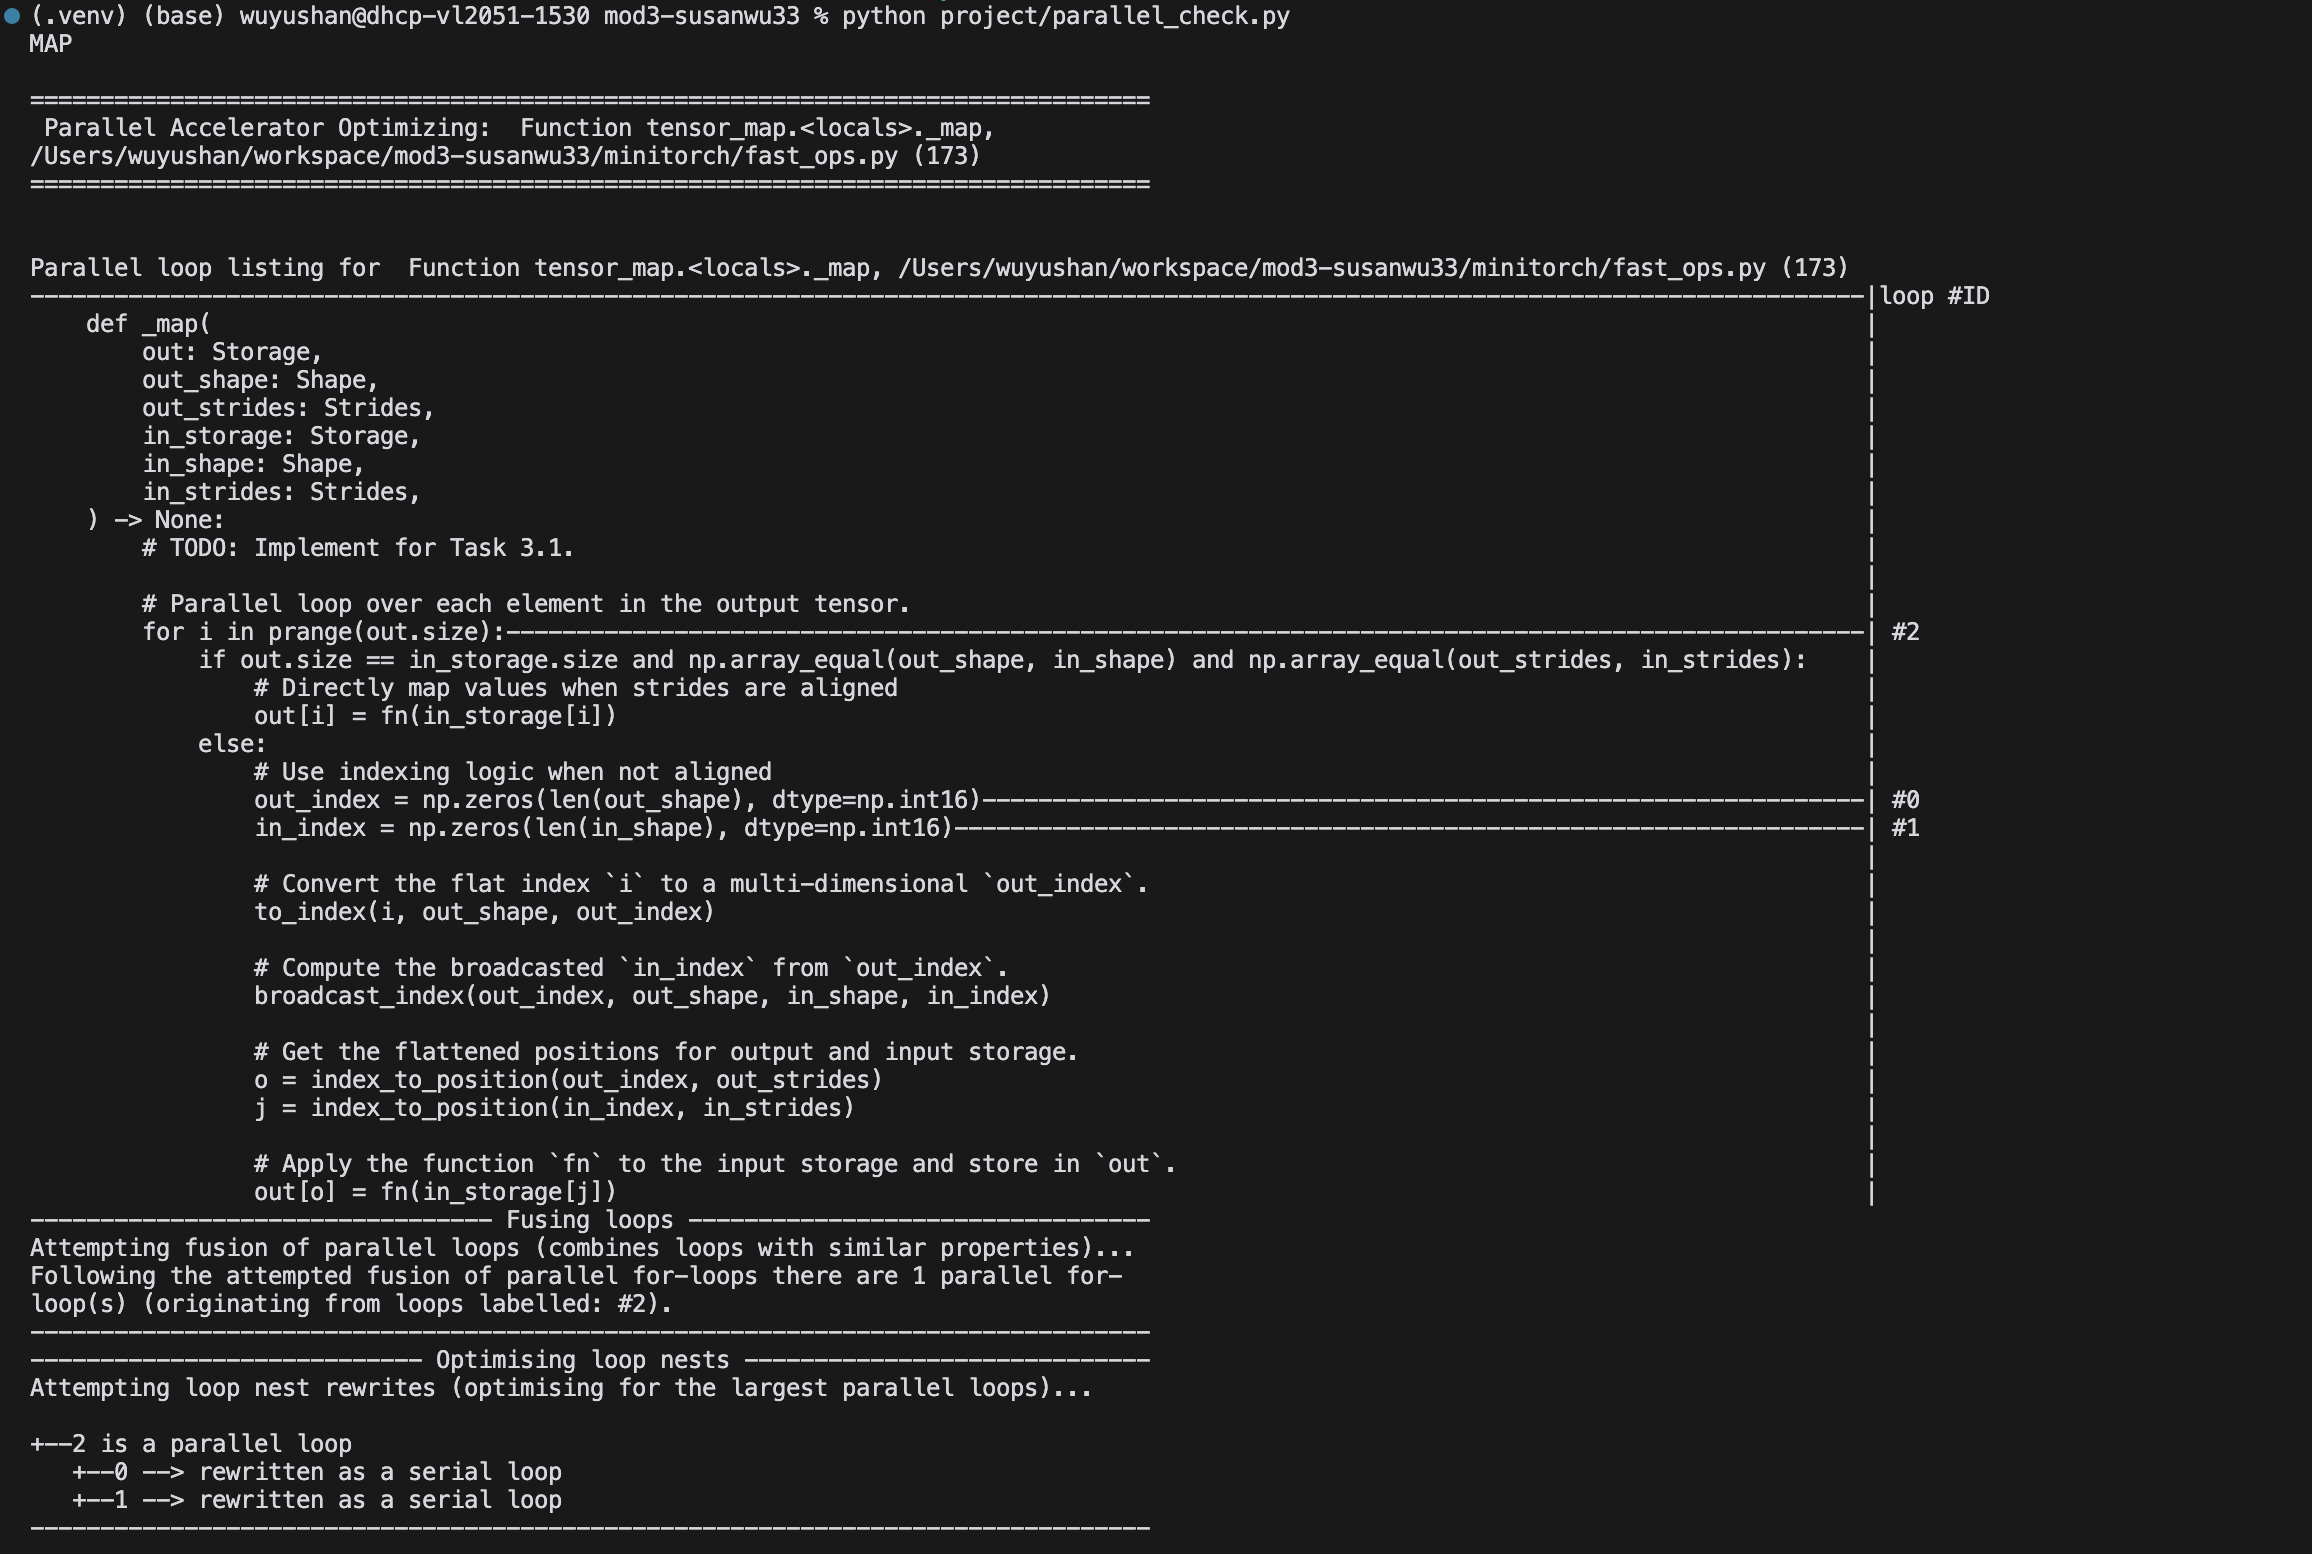 (.venv) (base) wuyushan@dhcp-vl2051-1530 mod3-susanwu33 % python project/parallel_check.py
MAP
================================================================================
 Parallel Accelerator Optimizing:  Function tensor_map.<locals>._map,
/Users/wuyushan/workspace/mod3-susanwu33/minitorch/fast_ops.py (173)
================================================================================
Parallel loop listing for  Function tensor_map.<locals>._map, /Users/wuyushan/workspace/mod3-susanwu33/minitorch/fast_ops.py (173)
-----------------------------------------------------------------------------------------------------------------------------------|loop #ID
    def _map(                                                                                                                      |
        out: Storage,                                                                                                              |
        out_shape: Shape,                                                                                                          |
        out_strides: Strides,                                                                                                      |
        in_storage: Storage,                                                                                                       |
        in_shape: Shape,                                                                                                           |
        in_strides: Strides,                                                                                                       |
    ) -> None:                                                                                                                     |
        # TODO: Implement for Task 3.1.                                                                                            |
                                                                                                                                   |
        # Parallel loop over each element in the output tensor.                                                                    |
        for i in prange(out.size):-------------------------------------------------------------------------------------------------| #2
            if out.size == in_storage.size and np.array_equal(out_shape, in_shape) and np.array_equal(out_strides, in_strides):    |
                # Directly map values when strides are aligned                                                                     |
                out[i] = fn(in_storage[i])                                                                                         |
            else:                                                                                                                  |
                # Use indexing logic when not aligned                                                                              |
                out_index = np.zeros(len(out_shape), dtype=np.int16)---------------------------------------------------------------| #0
                in_index = np.zeros(len(in_shape), dtype=np.int16)-----------------------------------------------------------------| #1
                                                                                                                                   |
                # Convert the flat index `i` to a multi-dimensional `out_index`.                                                   |
                to_index(i, out_shape, out_index)                                                                                  |
                                                                                                                                   |
                # Compute the broadcasted `in_index` from `out_index`.                                                             |
                broadcast_index(out_index, out_shape, in_shape, in_index)                                                          |
                                                                                                                                   |
                # Get the flattened positions for output and input storage.                                                        |
                o = index_to_position(out_index, out_strides)                                                                      |
                j = index_to_position(in_index, in_strides)                                                                        |
                                                                                                                                   |
                # Apply the function `fn` to the input storage and store in `out`.                                                 |
                out[o] = fn(in_storage[j])                                                                                         |
--------------------------------- Fusing loops ---------------------------------
Attempting fusion of parallel loops (combines loops with similar properties)...
Following the attempted fusion of parallel for-loops there are 1 parallel for-
loop(s) (originating from loops labelled: #2).
--------------------------------------------------------------------------------
---------------------------- Optimising loop nests -----------------------------
Attempting loop nest rewrites (optimising for the largest parallel loops)...
+--2 is a parallel loop
   +--0 --> rewritten as a serial loop
   +--1 --> rewritten as a serial loop
--------------------------------------------------------------------------------